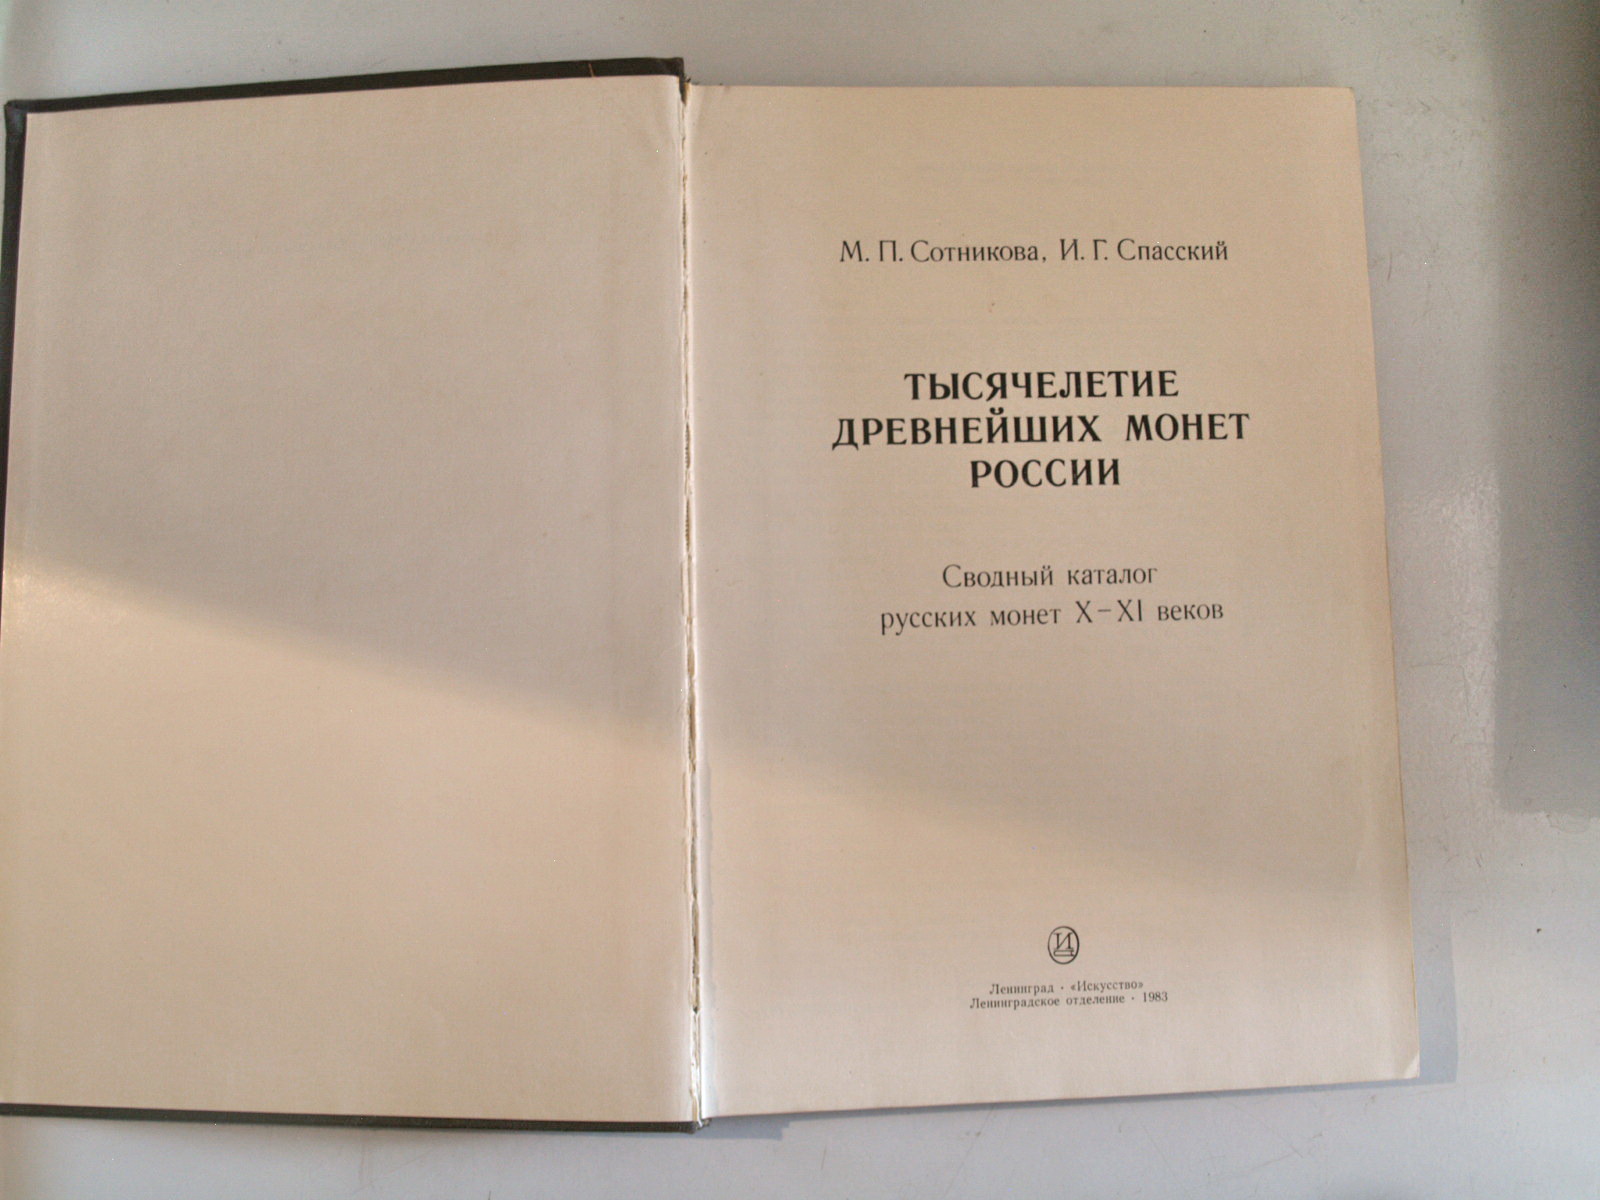 М. П. Сотникова, И. Г. Спасский
ТЫСЯЧЕЛЕТИЕ
ДРЕВНЕЙШИХ МОНЕТ
РОССИИ
Сводный каталог
русских монет X–XI веков
И
Ленинград · «Искусство»
Ленинградское отделение · 1983